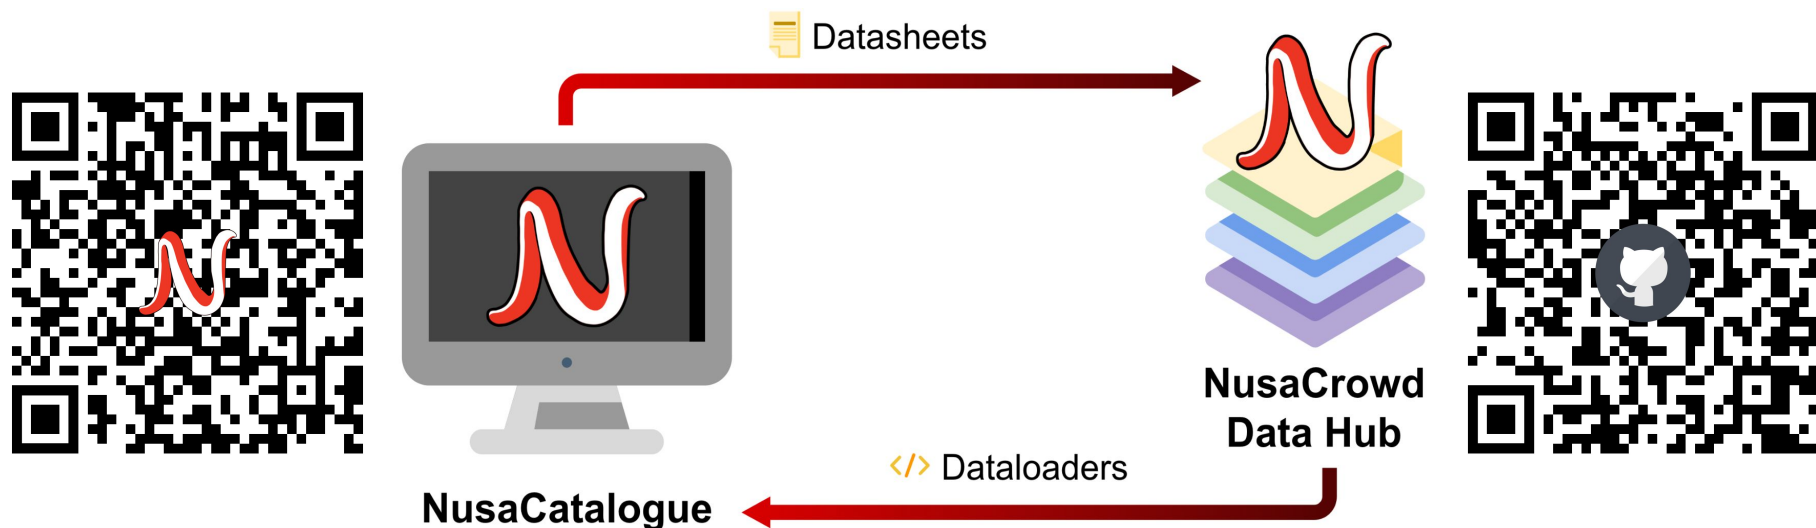 Datasheets
NusaCrowd
Data Hub
</> Dataloaders
NusaCatalogue